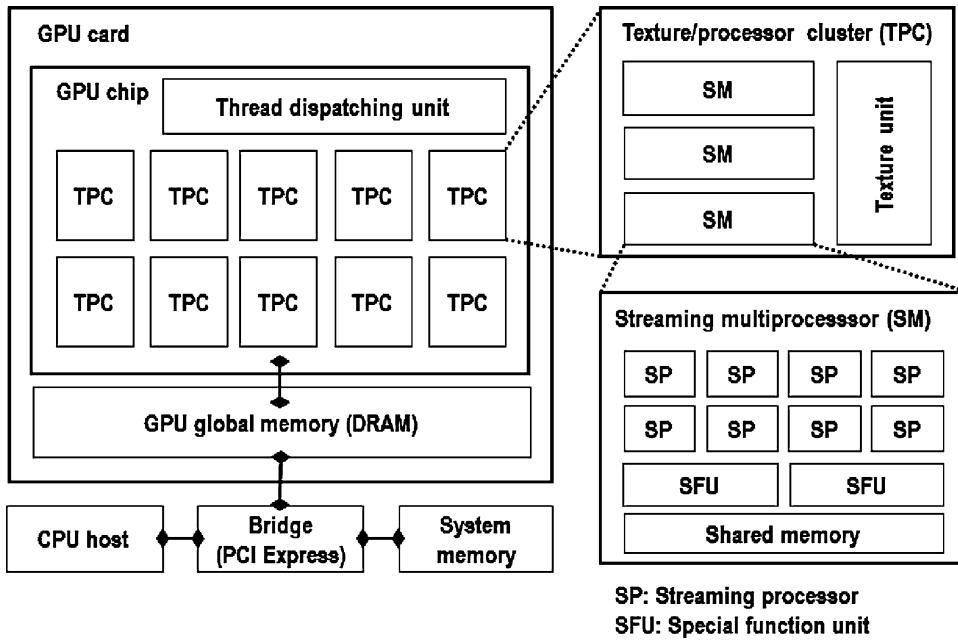 GPU card
GPU chip
Thread dispatching unit
TPC TPC TPC TPC TPC
TPC TPC TPC TPC TPC
GPU global memory (DRAM)
CPU host
Bridge
(PCI Express)
System
memory
Texture/processor cluster (TPC)
SM
SM
SM
Texture unit
Streaming multiprocesssor (SM)
SP SP SP SP
SP SP SP SP
SFU SFU
Shared memory
SP: Streaming processor
SFU: Special function unit